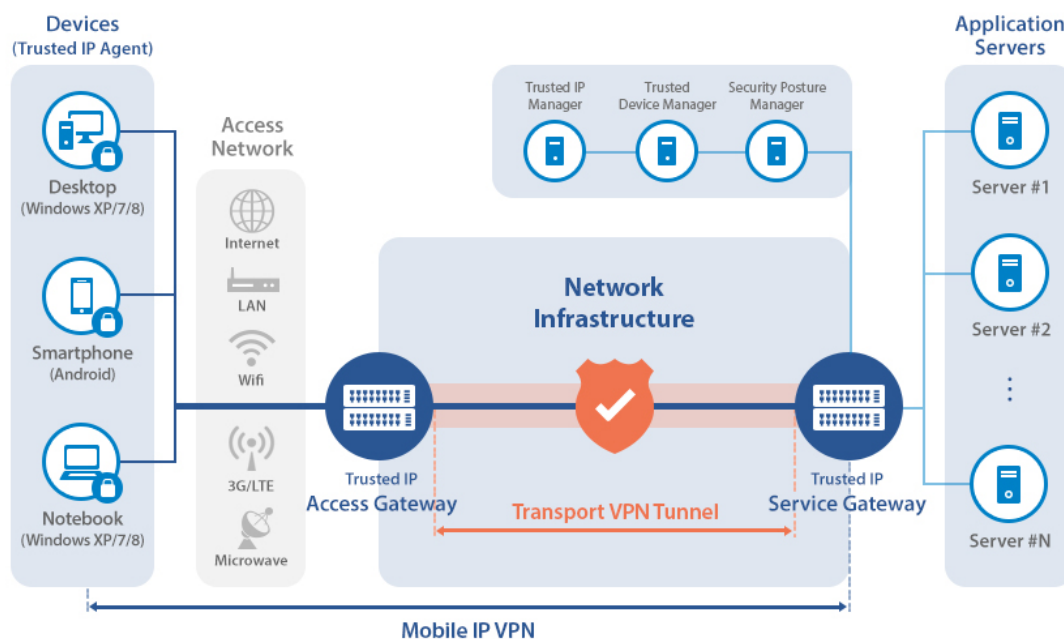 Devices
(Trusted IP Agent)
Desktop
(Windows XP/7/8)
Smartphone
(Android)
Notebook
(Windows XP/7/8)
Access
Network
Internet
LAN
Wifi
3G/LTE
Microwave
Trusted IP
Manager
Trusted
Device Manager
Security Posture
Manager
Network
Infrastructure
Trusted IP
Access Gateway
Transport VPN Tunnel
Trusted IP
Service Gateway
Mobile IP VPN
Application
Servers
Server #1
Server #2
Server #N